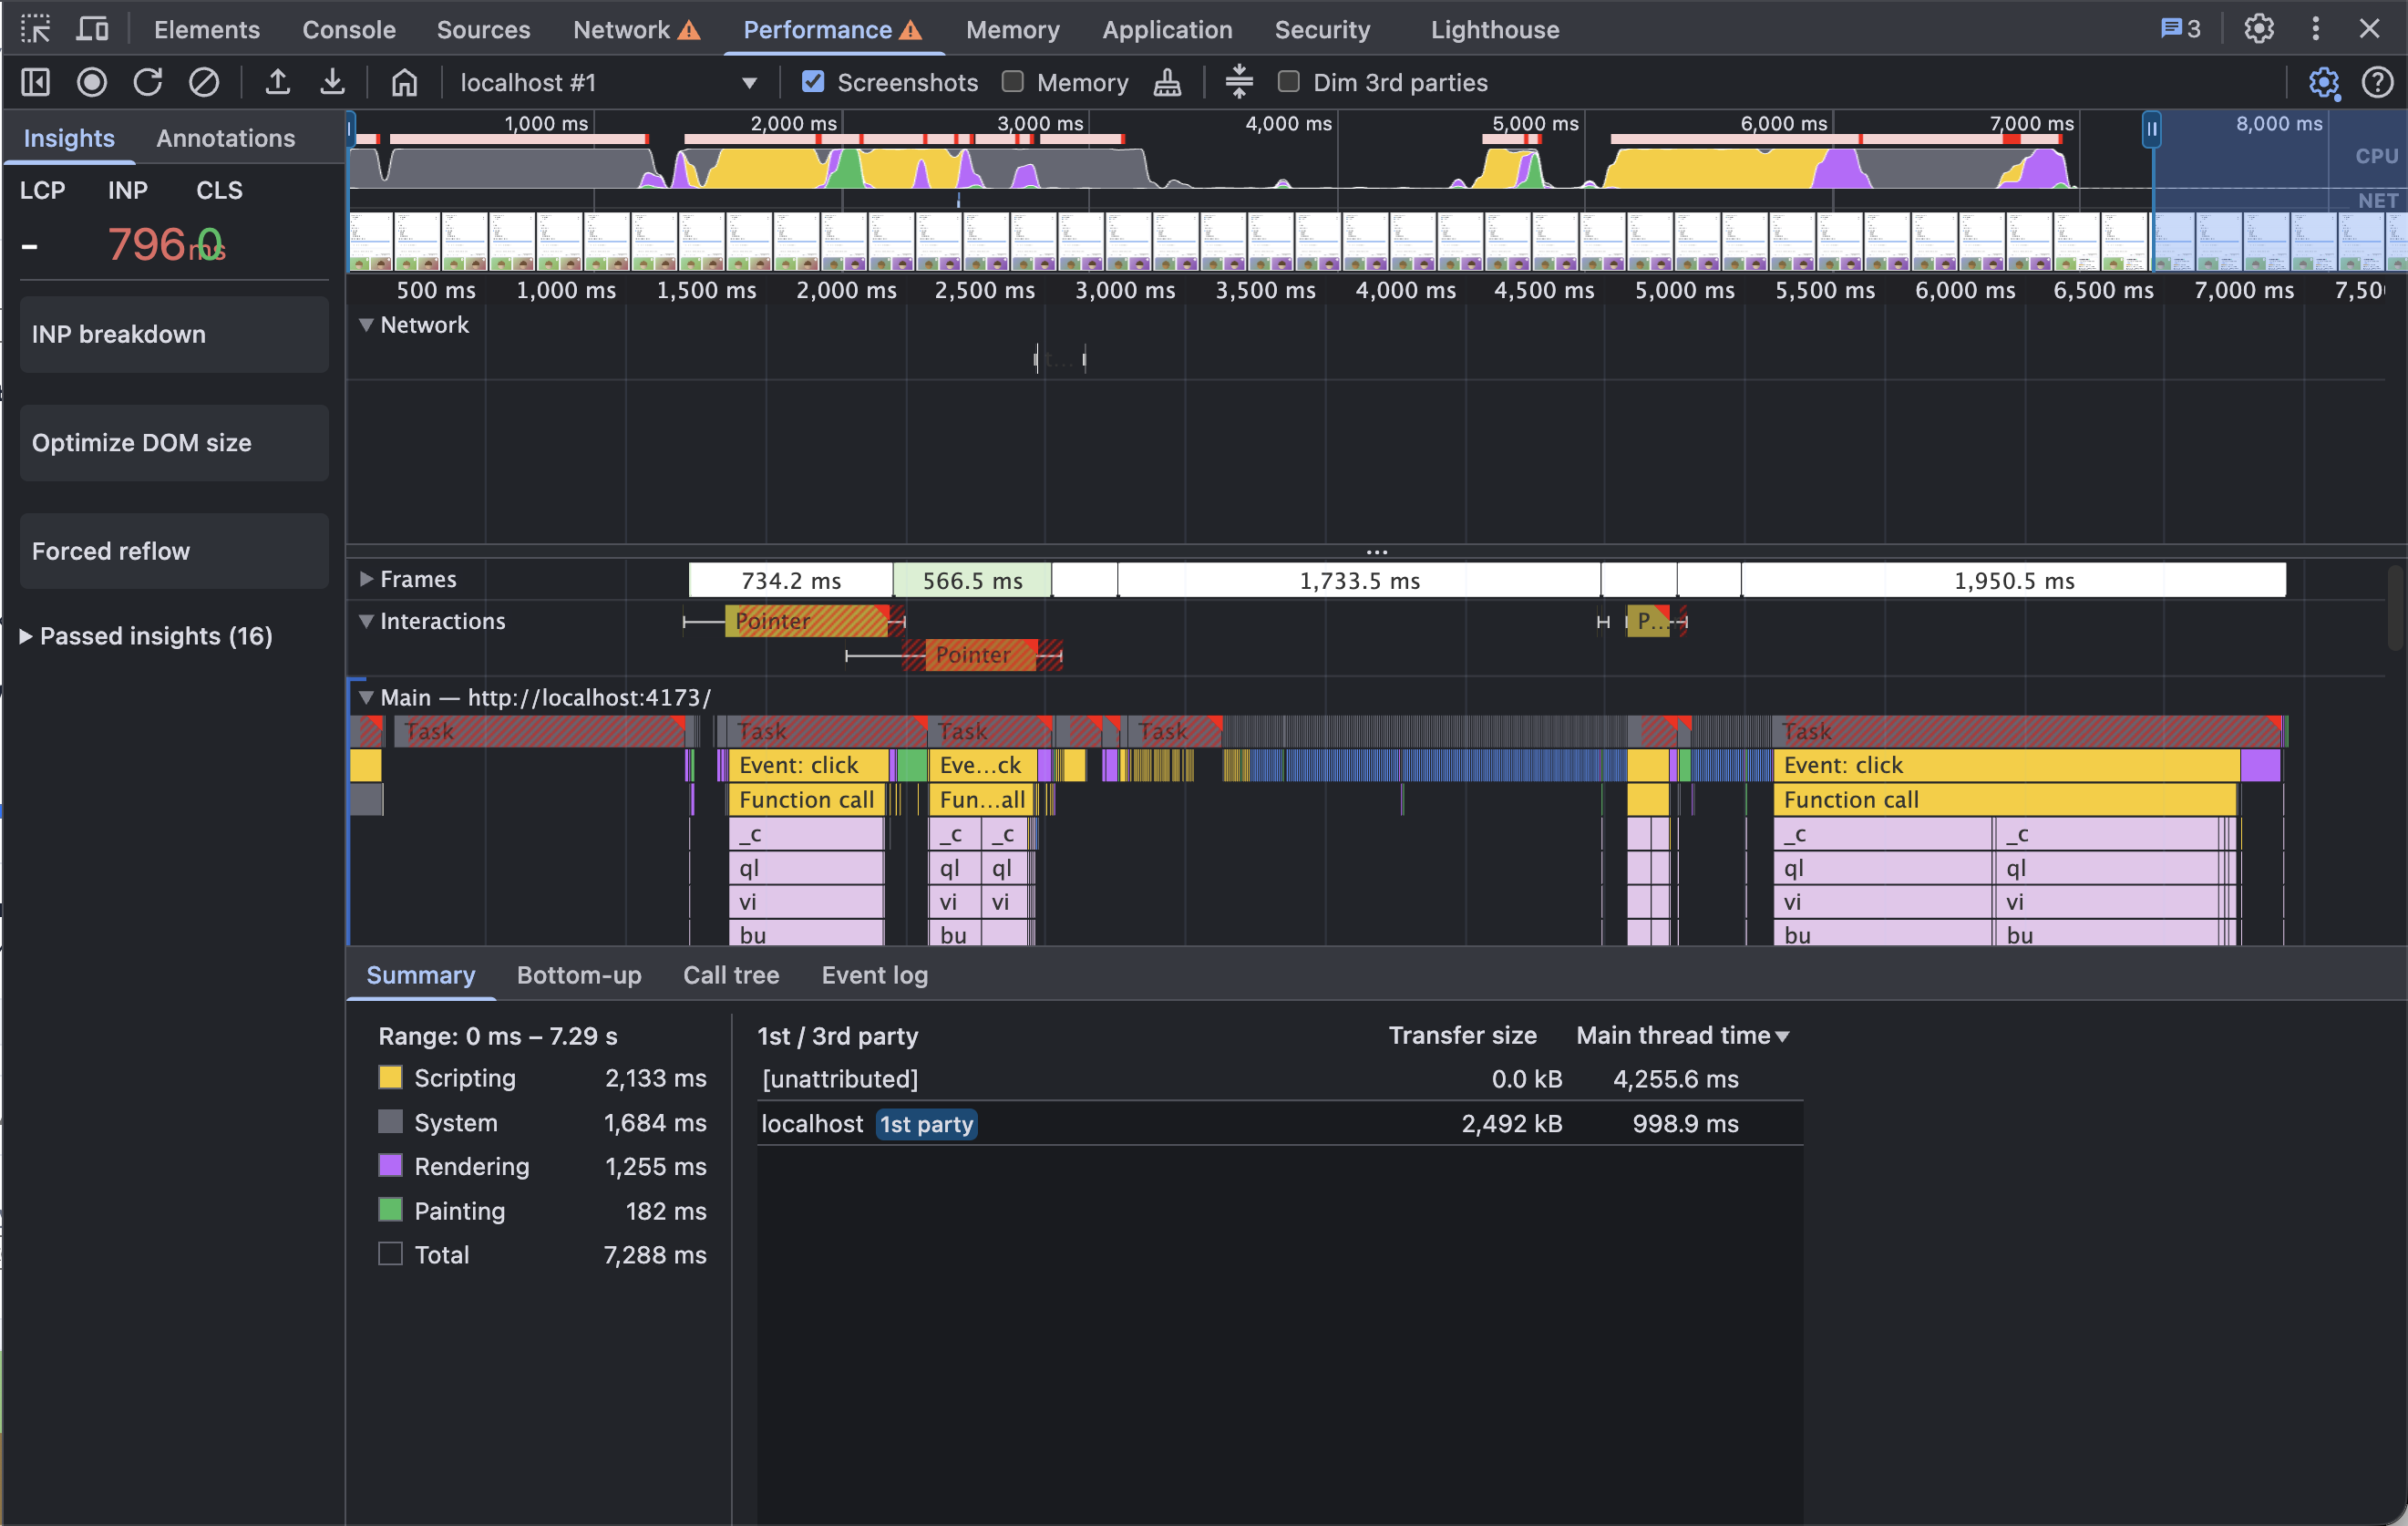 Elements Console Sources Network Performance Memory Application Security Lighthouse 3
localhost #1 Screenshots Memory Dim 3rd parties
Insights Annotations
LCP INP CLS
- 796 ms 0
INP breakdown
Optimize DOM size
Forced reflow
Passed insights (16)
1,000 ms 2,000 ms 3,000 ms 4,000 ms 5,000 ms 6,000 ms 7,000 ms 8,000 ms
CPU
NET
500 ms 1,000 ms 1,500 ms 2,000 ms 2,500 ms 3,000 ms 3,500 ms 4,000 ms 4,500 ms 5,000 ms 5,500 ms 6,000 ms 6,500 ms 7,000 ms 7,50
Network
t...
Frames 734.2 ms 566.5 ms 1,733.5 ms 1,950.5 ms
Interactions Pointer P...
Pointer
Main — http://localhost:4173/
Task Task Task Task Task
Event: click Eve...ck Event: click
Function call Fun...all Function call
_c _c _c _c _c
ql ql ql ql ql
vi vi vi vi vi
bu bu bu bu
Summary Bottom-up Call tree Event log
Range: 0 ms – 7.29 s
Scripting 2,133 ms
System 1,684 ms
Rendering 1,255 ms
Painting 182 ms
Total 7,288 ms
1st / 3rd party Transfer size Main thread time
[unattributed] 0.0 kB 4,255.6 ms
localhost 1st party 2,492 kB 998.9 ms